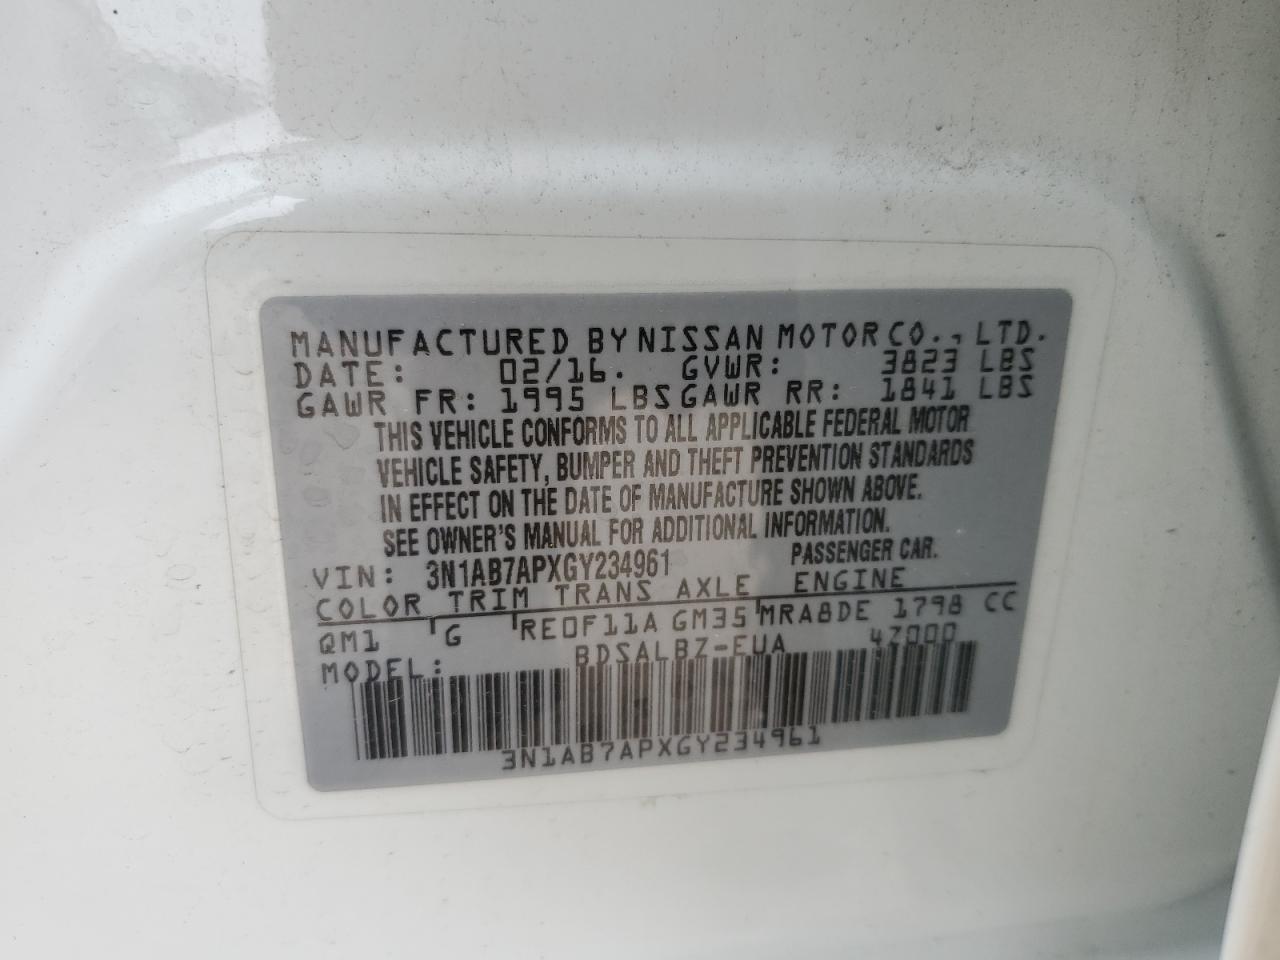 MANUFACTURED BY NISSAN MOTOR CO., LTD.
DATE: 02/16. GVWR: 3823 LBS
GAWR FR: 1995 LBS GAWR RR: 1841 LBS
THIS VEHICLE CONFORMS TO ALL APPLICABLE FEDERAL MOTOR
VEHICLE SAFETY, BUMPER AND THEFT PREVENTION STANDARDS
IN EFFECT ON THE DATE OF MANUFACTURE SHOWN ABOVE.
SEE OWNER'S MANUAL FOR ADDITIONAL INFORMATION.
VIN: 3N1AB7APXGY234961 PASSENGER CAR.
COLOR TRIM TRANS AXLE ENGINE
QM1 G RE0F11A GM35 MRA8DE 1798 CC
MODEL: BDSALBZ-EUA 47000
3N1AB7APXGY234961